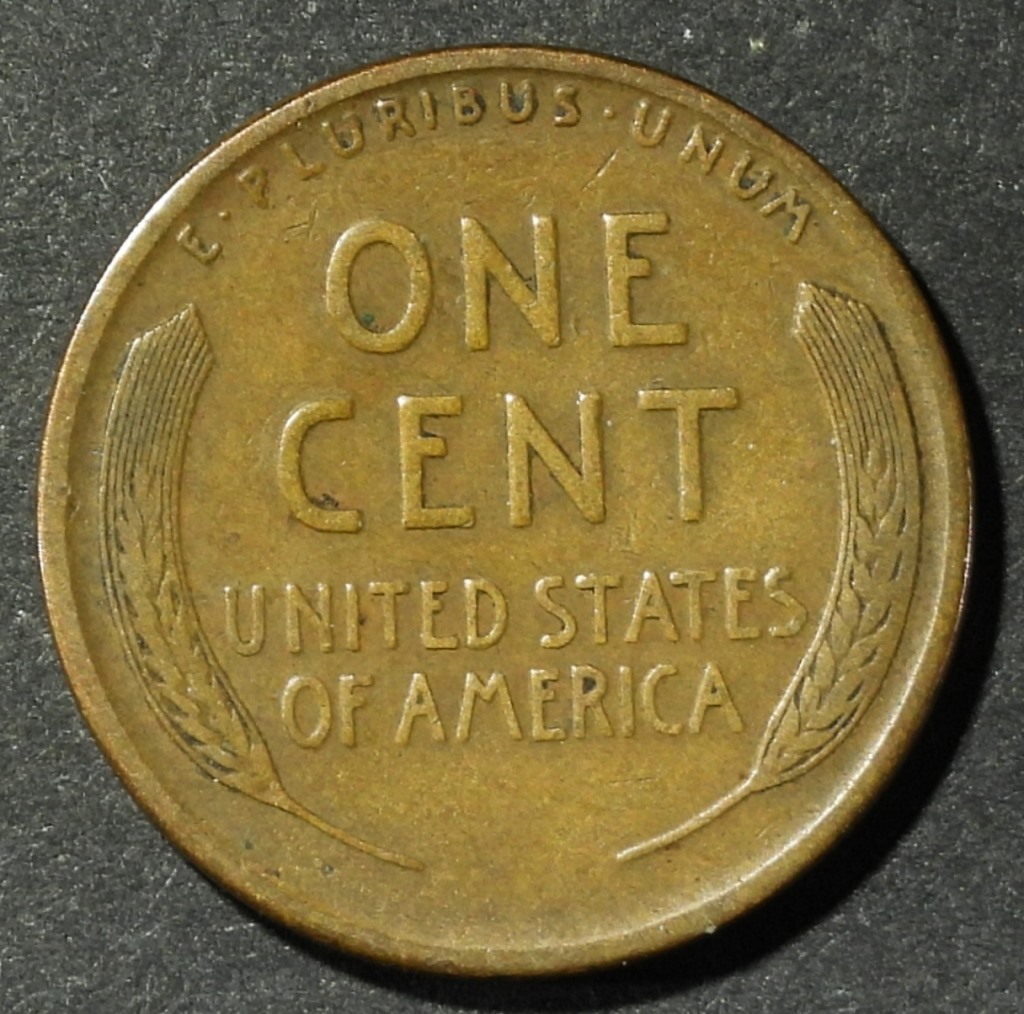 E·PLURIBUS·UNUM
ONE
CENT
UNITED STATES
OF AMERICA